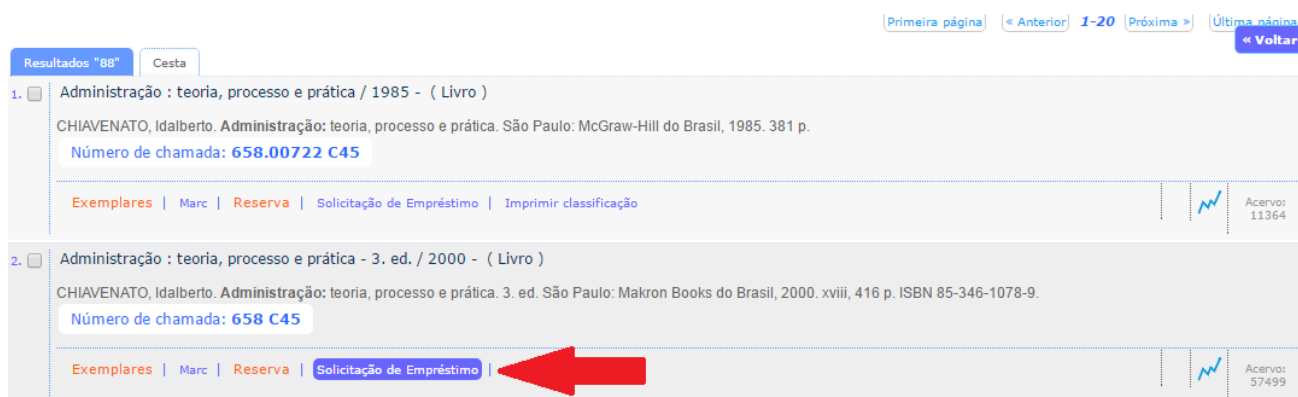 Primeira página « Anterior 1-20 Próxima » Última página
« Voltar
Resultados "88" Cesta
1. Administração : teoria, processo e prática / 1985 - ( Livro )
CHIAVENATO, Idalberto. Administração: teoria, processo e prática. São Paulo: McGraw-Hill do Brasil, 1985. 381 p.
Número de chamada: 658.00722 C45
Exemplares | Marc | Reserva | Solicitação de Empréstimo | Imprimir classificação
Acervo:
11364
2. Administração : teoria, processo e prática - 3. ed. / 2000 - ( Livro )
CHIAVENATO, Idalberto. Administração: teoria, processo e prática. 3. ed. São Paulo: Makron Books do Brasil, 2000. xviii, 416 p. ISBN 85-346-1078-9.
Número de chamada: 658 C45
Exemplares | Marc | Reserva | Solicitação de Empréstimo |
Acervo:
57499